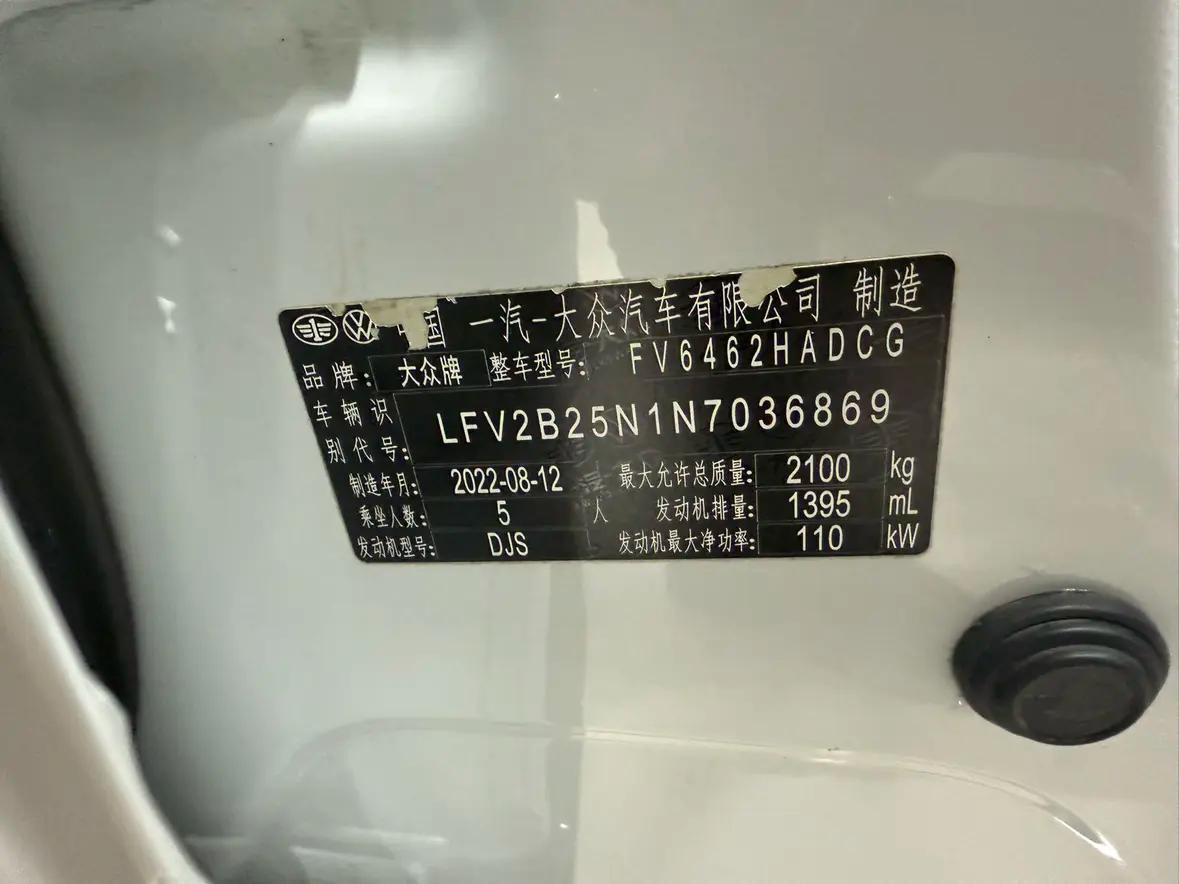 中国 一汽-大众汽车有限公司 制造
品牌: 大众牌 整车型号: FV6462HADCG
车辆识别代号: LFV2B25N1N7036869
制造年月: 2022-08-12 最大允许总质量: 2100 kg
乘坐人数: 5 人 发动机排量: 1395 mL
发动机型号: DJS 发动机最大净功率: 110 kW